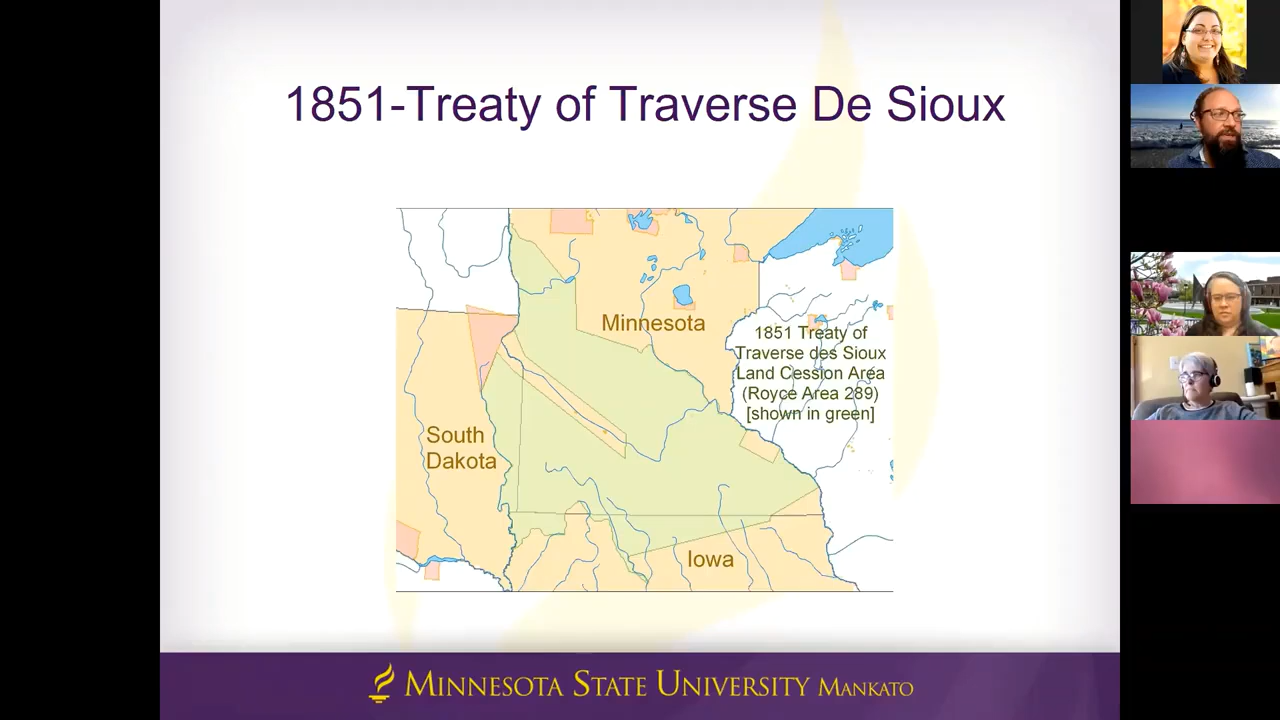 1851-Treaty of Traverse De Sioux
Minnesota
1851 Treaty of
Traverse des Sioux
Land Cession Area
(Royce Area 289)
[shown in green]
South
Dakota
Iowa
MINNESOTA STATE UNIVERSITY MANKATO